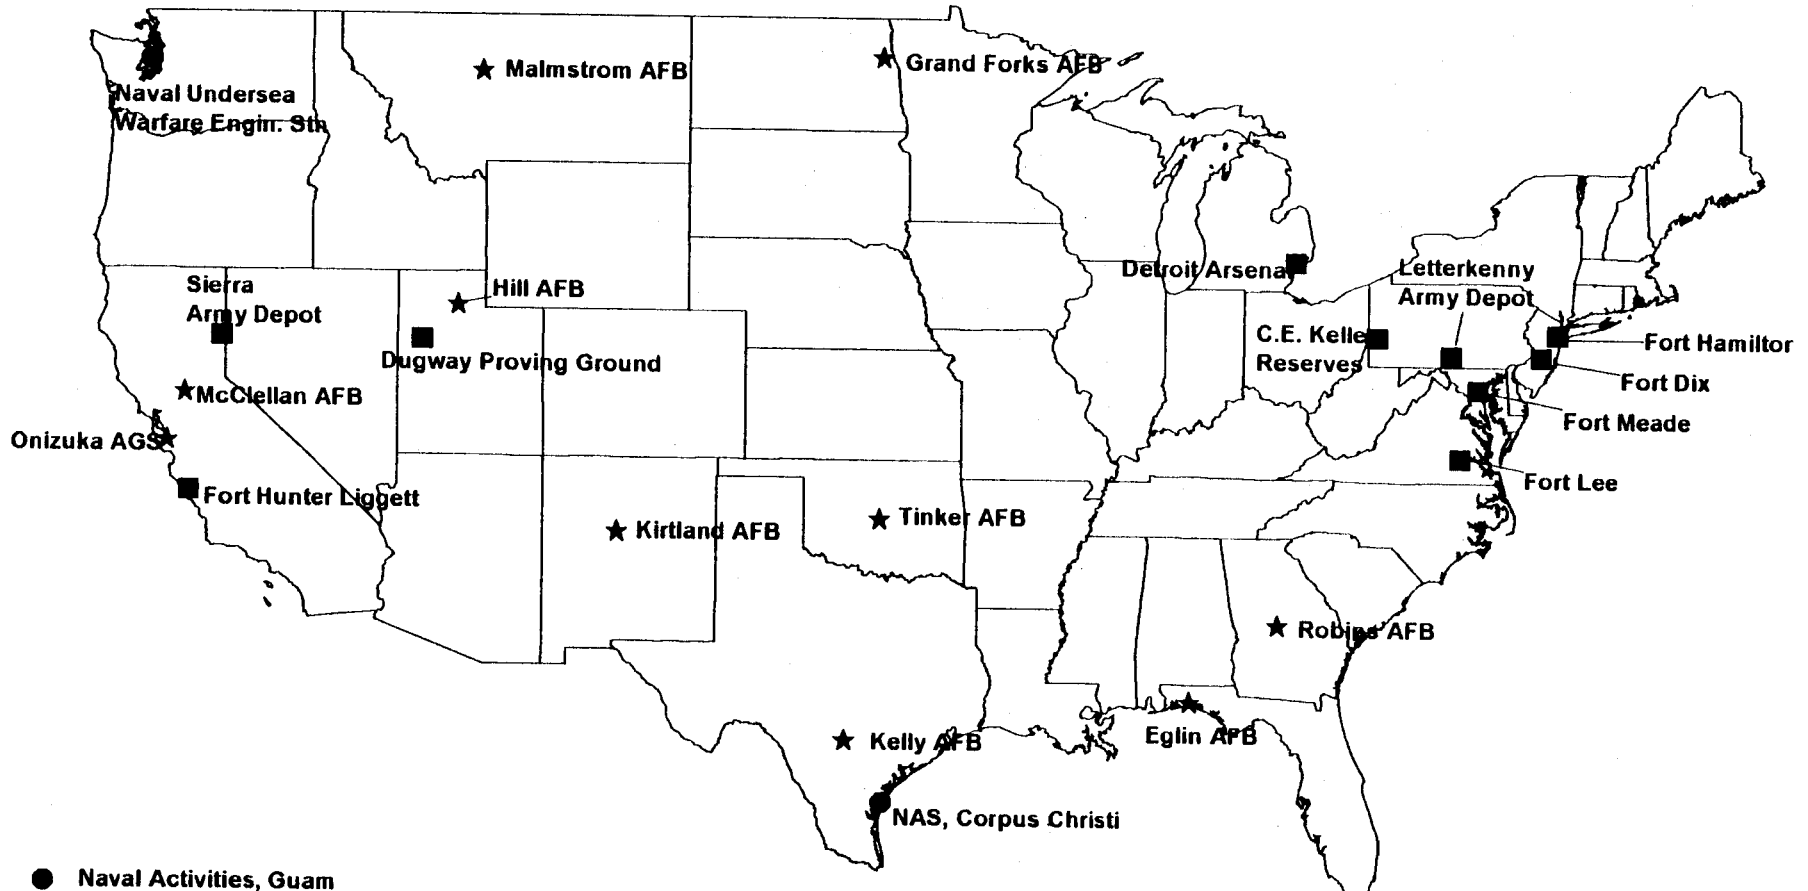 Malmstrom AFB
Grand Forks AFB
Naval Undersea
Warfare Engin. Stn
Sierra
Army Depot
Hill AFB
Dugway Proving Ground
Detroit Arsenal
Letterkenny
Army Depot
C.E. Kelle
Reserves
Fort Hamilton
Fort Dix
Fort Meade
Fort Lee
McClellan AFB
Onizuka AGS
Fort Hunter Liggett
Kirtland AFB
Tinker AFB
Robins AFB
Kelly AFB
Eglin AFB
NAS, Corpus Christi
Naval Activities, Guam